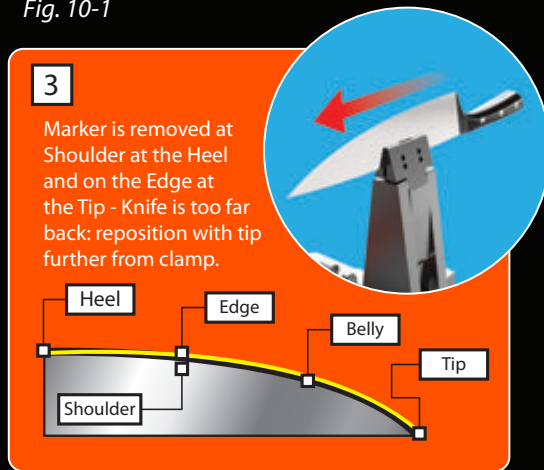 Fig. 10-1
3
Marker is removed at
Shoulder at the Heel
and on the Edge at
the Tip - Knife is too far
back: reposition with tip
further from clamp.
Heel
Edge
Belly
Tip
Shoulder